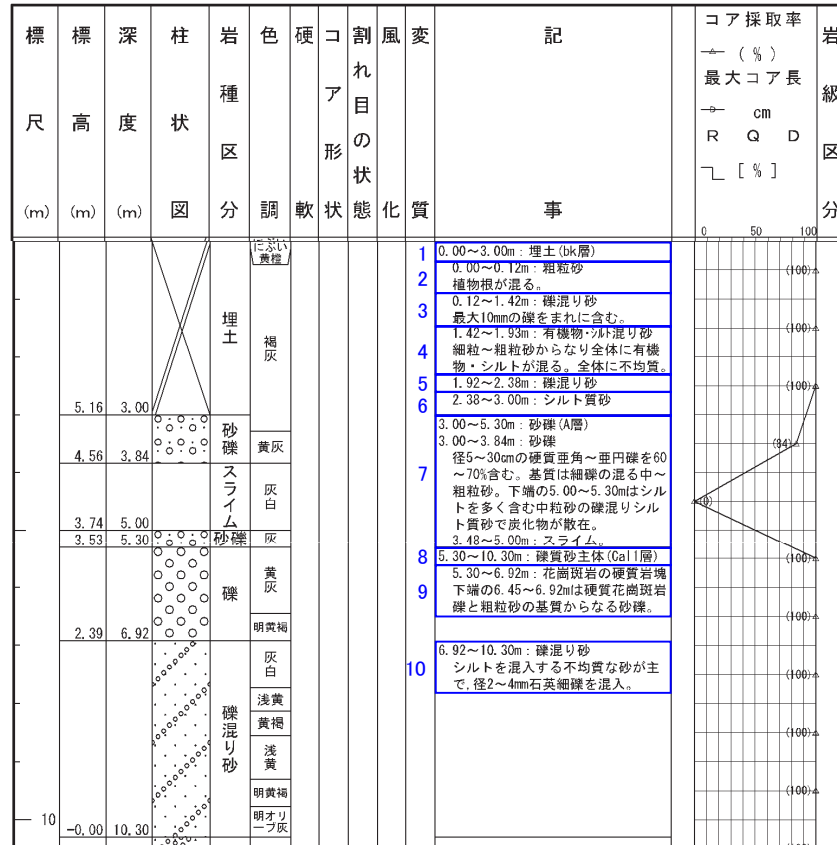 標尺(m)
標高(m)
深度(m)
柱状図
岩種区分
色調
硬軟
コア形状
割れ目の状態
風化
変質
記事
コア採取率
(%)
最大コア長
cm
R Q D
[%]
0 50 100
岩級区分
にぶい
黄橙
埋土
褐灰
5.16 3.00
砂礫
黄灰
4.56 3.84
スライム
灰白
3.74 5.00
砂礫
灰
3.53 5.30
礫
黄灰
明黄褐
2.39 6.92
礫混り砂
灰白
浅黄
黄褐
浅黄
明黄褐
明オリ
ーブ灰
10
-0.00 10.30
1
0.00～3.00m：埋土(bk層)
2
0.00～0.12m：粗粒砂
植物根が混る。
3
0.12～1.42m：礫混り砂
最大10mmの礫をまれに含む。
4
1.42～1.93m：有機物・シルト混り砂
細粒～粗粒砂からなり全体に有機
物・シルトが混る。全体に不均質。
5
1.92～2.38m：礫混り砂
6
2.38～3.00m：シルト質砂
7
3.00～5.30m：砂礫(A層)
3.00～3.84m：砂礫
径5～30cmの硬質亜角～亜円礫を60
～70%含む。基質は細礫の混る中～
粗粒砂。下端の5.00～5.30mはシル
トを多く含む中粒砂の礫混りシル
ト質砂で炭化物が散在。
3.48～5.00m：スライム。
8
5.30～10.30m：礫質砂主体(Ca11層)
9
5.30～6.92m：花崗斑岩の硬質岩塊
下端の6.45～6.92mは硬質花崗斑岩
礫と粗粒砂の基質からなる砂礫。
10
6.92～10.30m：礫混り砂
シルトを混入する不均質な砂が主
で,径2～4mm石英細礫を混入。
(100)
(100)
(100)
(84)
(0)
(100)
(100)
(100)
(100)
(100)